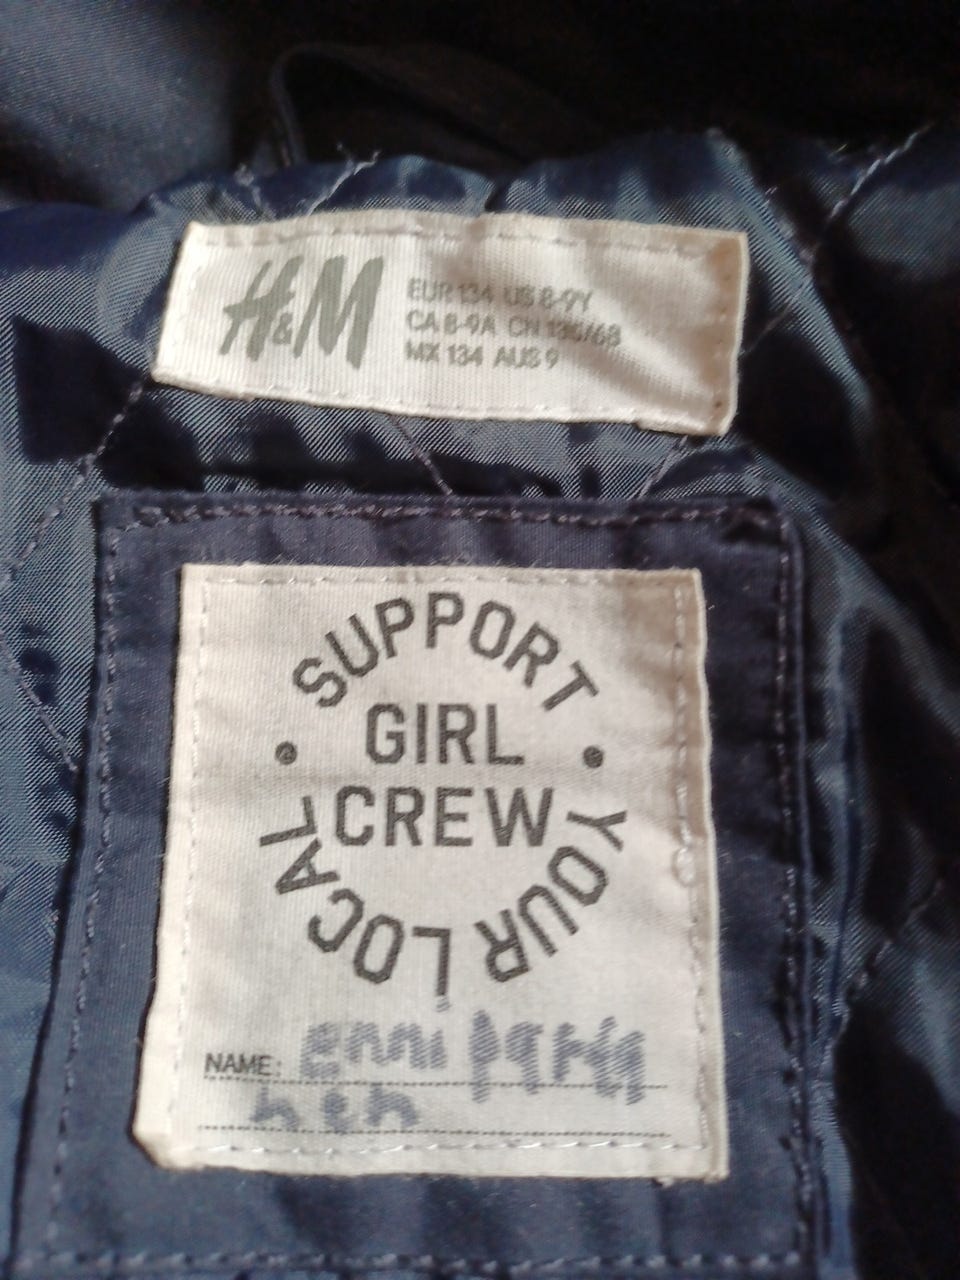 H&M
EUR 134 US 8-9Y
CA 8-9A CN 135/68
MX 134 AUS 9
SUPPORT
GIRL
CREW
YOUR LOCAL
NAME: enni